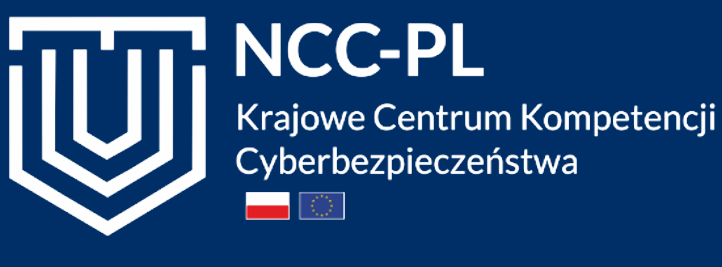 NCC-PL
Krajowe Centrum Kompetencji
Cyberbezpieczeństwa